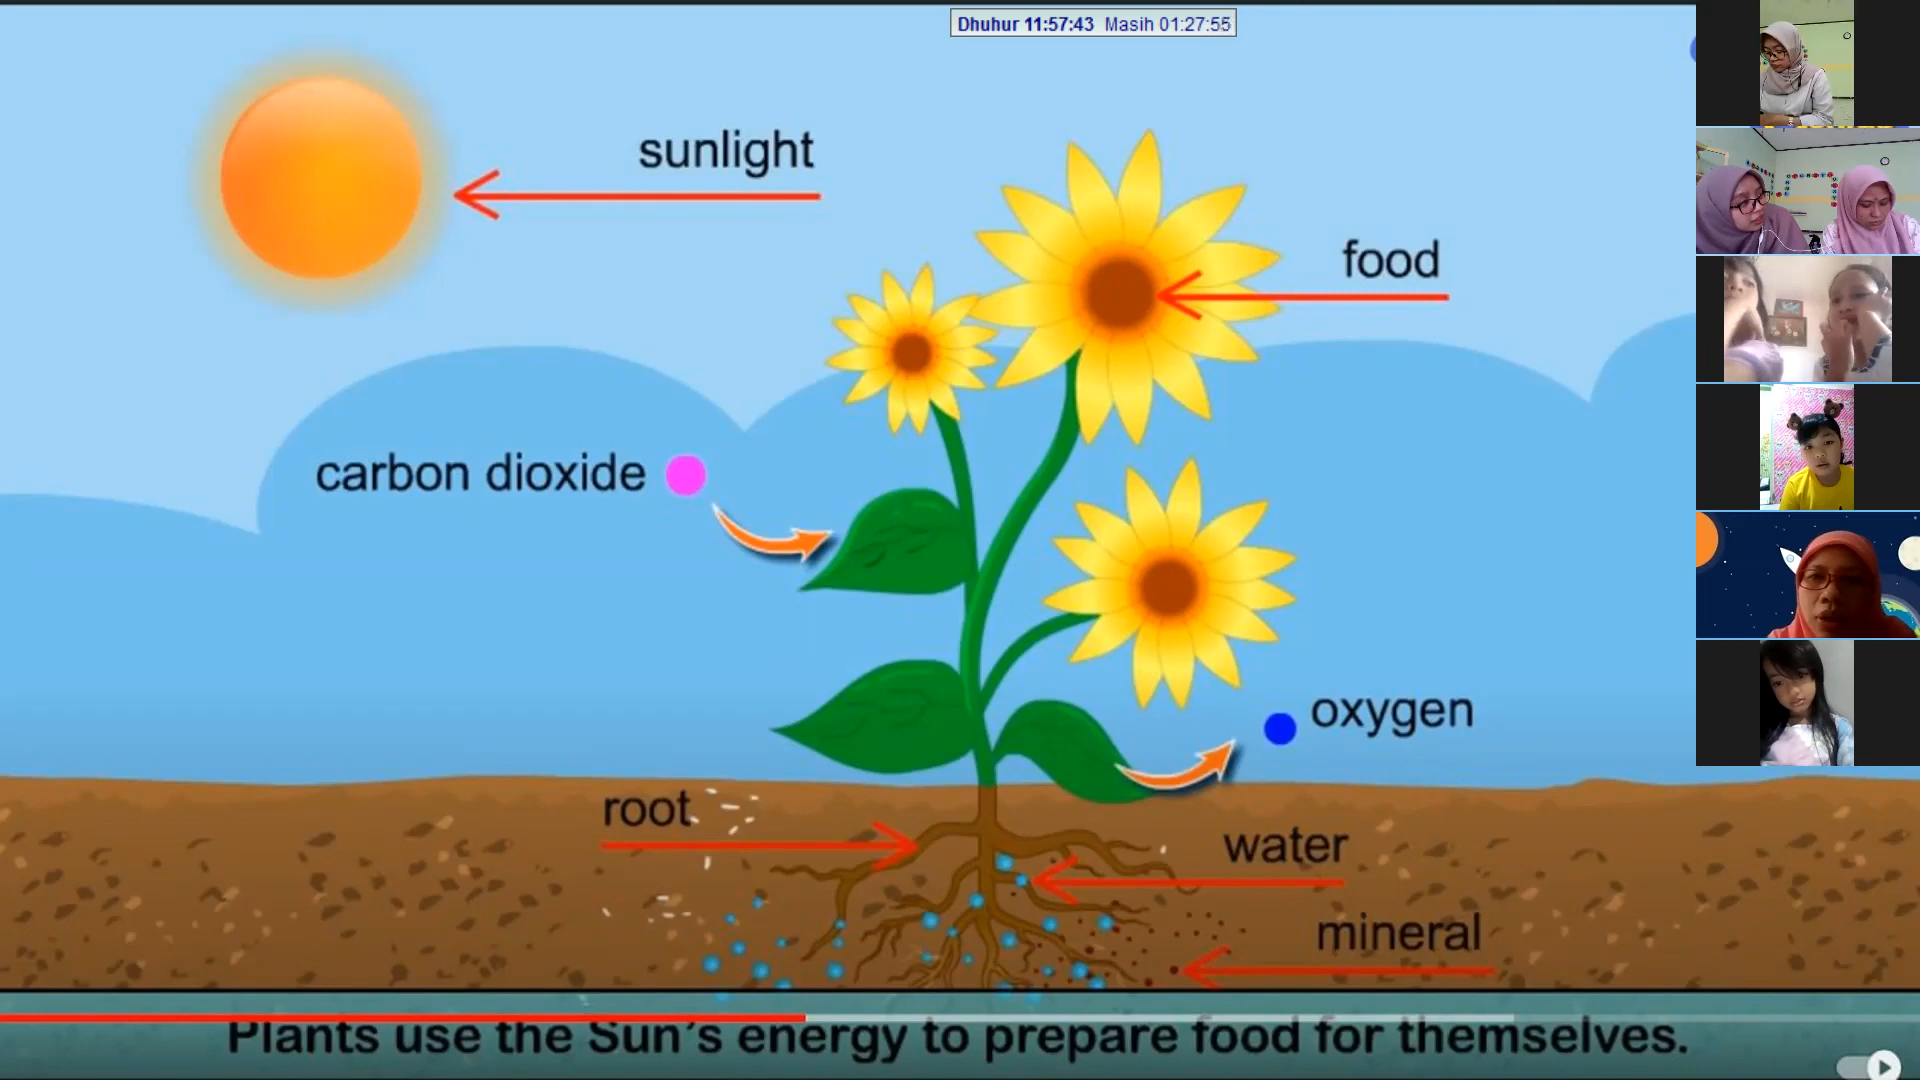 Dhuhur 11:57:43 Masih 01:27:55
sunlight
food
carbon dioxide
oxygen
root
water
mineral
Plants use the Sun's energy to prepare food for themselves.